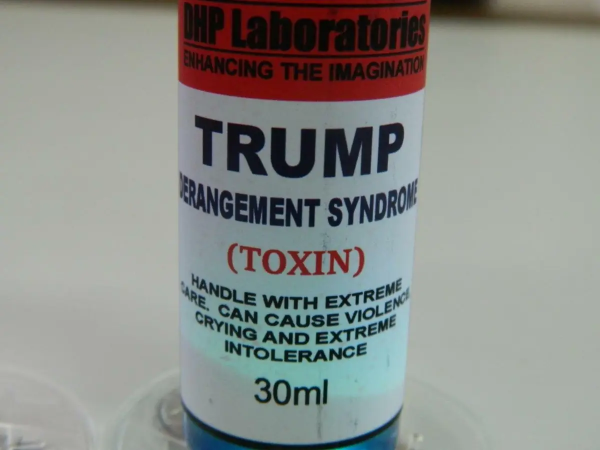 DHP Laboratories
ENHANCING THE IMAGINATION
TRUMP
DERANGEMENT SYNDROME
(TOXIN)
HANDLE WITH EXTREME
CARE. CAN CAUSE VIOLENCE,
CRYING AND EXTREME
INTOLERANCE
30ml